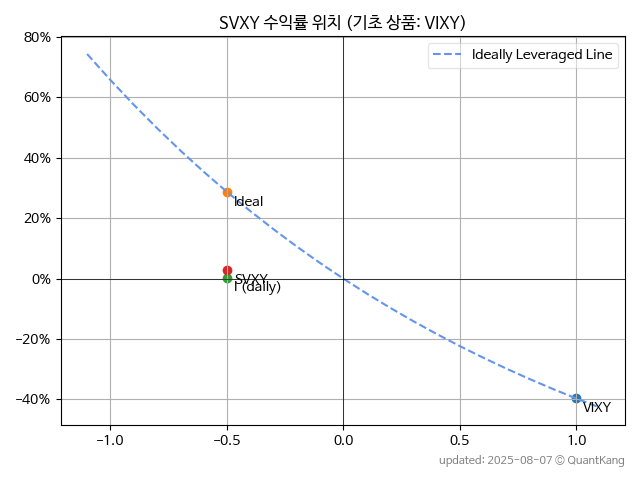 SVXY 수익률 위치 (기초 상품: VIXY)
80%
60%
40%
20%
0%
−20%
−40%
Ideally Leveraged Line
Ideal
SVXY
l (daily)
VIXY
−1.0 −0.5 0.0 0.5 1.0
updated: 2025-08-07 © QuantKang